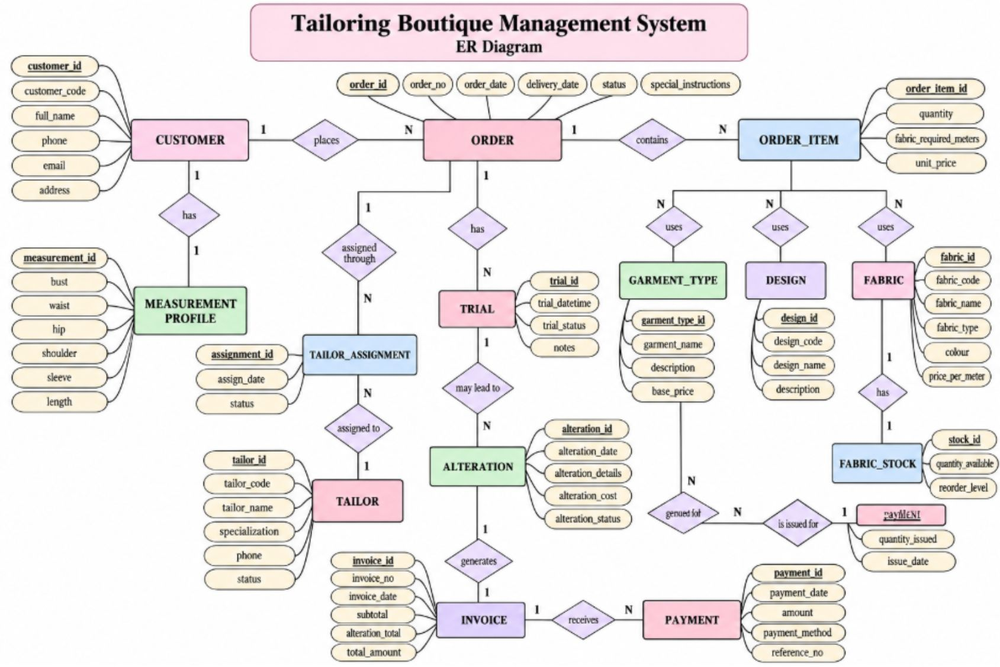 Tailoring Boutique Management System
ER Diagram
customer_id
customer_code
full_name
phone
email
address
order_id
order_no
order_date
delivery_date
status
special_instructions
order_item_id
quantity
fabric_required_meters
unit_price
CUSTOMER
1
places
N
ORDER
1
contains
N
ORDER_ITEM
1
has
1
measurement_id
bust
waist
hip
shoulder
sleeve
length
MEASUREMENT
PROFILE
1
assigned
through
N
assignment_id
assign_date
status
TAILOR_ASSIGNMENT
N
assigned to
1
tailor_id
tailor_code
tailor_name
specialization
phone
status
TAILOR
1
has
N
TRIAL
trial_id
trial_datetime
trial_status
notes
1
may lead to
N
ALTERATION
alteration_id
alteration_date
alteration_details
alteration_cost
alteration_status
1
generates
1
invoice_id
invoice_no
invoice_date
subtotal
alteration_total
total_amount
INVOICE
1
receives
N
PAYMENT
payment_id
payment_date
amount
payment_method
reference_no
N
uses
GARMENT_TYPE
garment_type_id
garment_name
description
base_price
N
uses
DESIGN
design_id
design_code
design_name
description
N
uses
FABRIC
fabric_id
fabric_code
fabric_name
fabric_type
colour
price_per_meter
1
has
1
FABRIC_STOCK
stock_id
quantity_available
reorder_level
N
N
is issued for
1
quantity_issued
issue_date